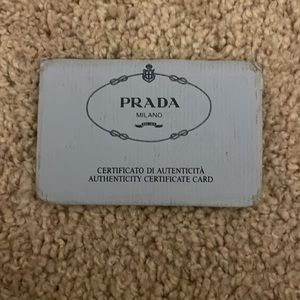 PRADA
MILANO
CERTIFICATO DI AUTENTICITÀ
AUTHENTICITY CERTIFICATE CARD